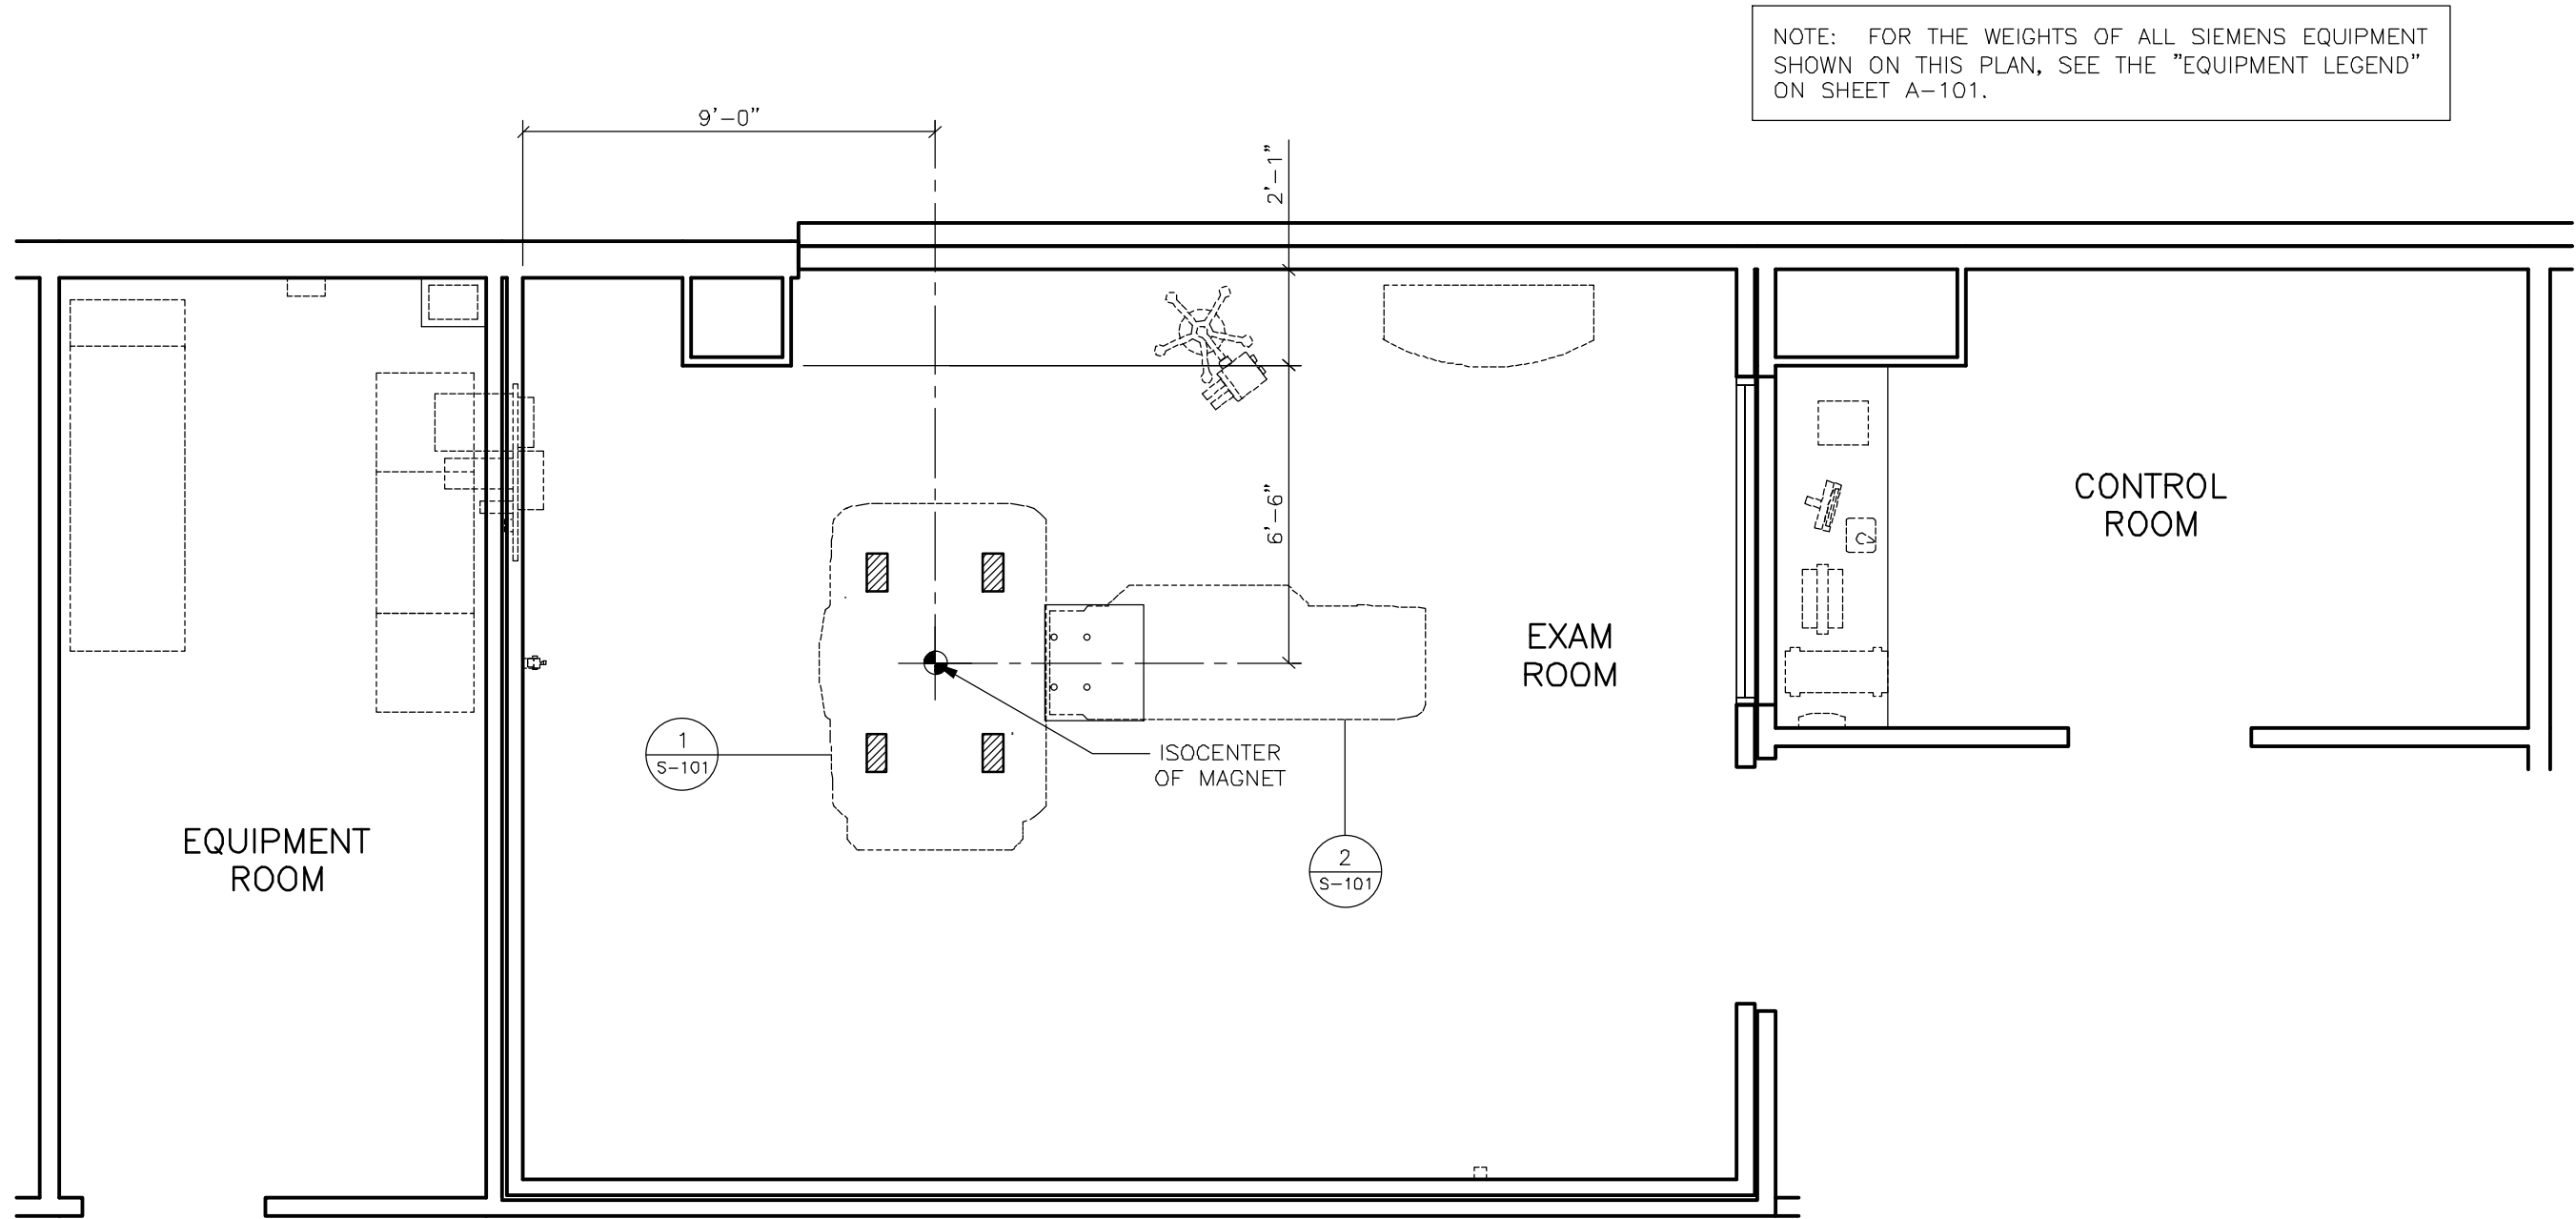 NOTE: FOR THE WEIGHTS OF ALL SIEMENS EQUIPMENT
SHOWN ON THIS PLAN, SEE THE "EQUIPMENT LEGEND"
ON SHEET A-101.
9'-0"
2'-1"
6'-6"
CONTROL
ROOM
EXAM
ROOM
1
S-101
ISOCENTER
OF MAGNET
EQUIPMENT
ROOM
2
S-101